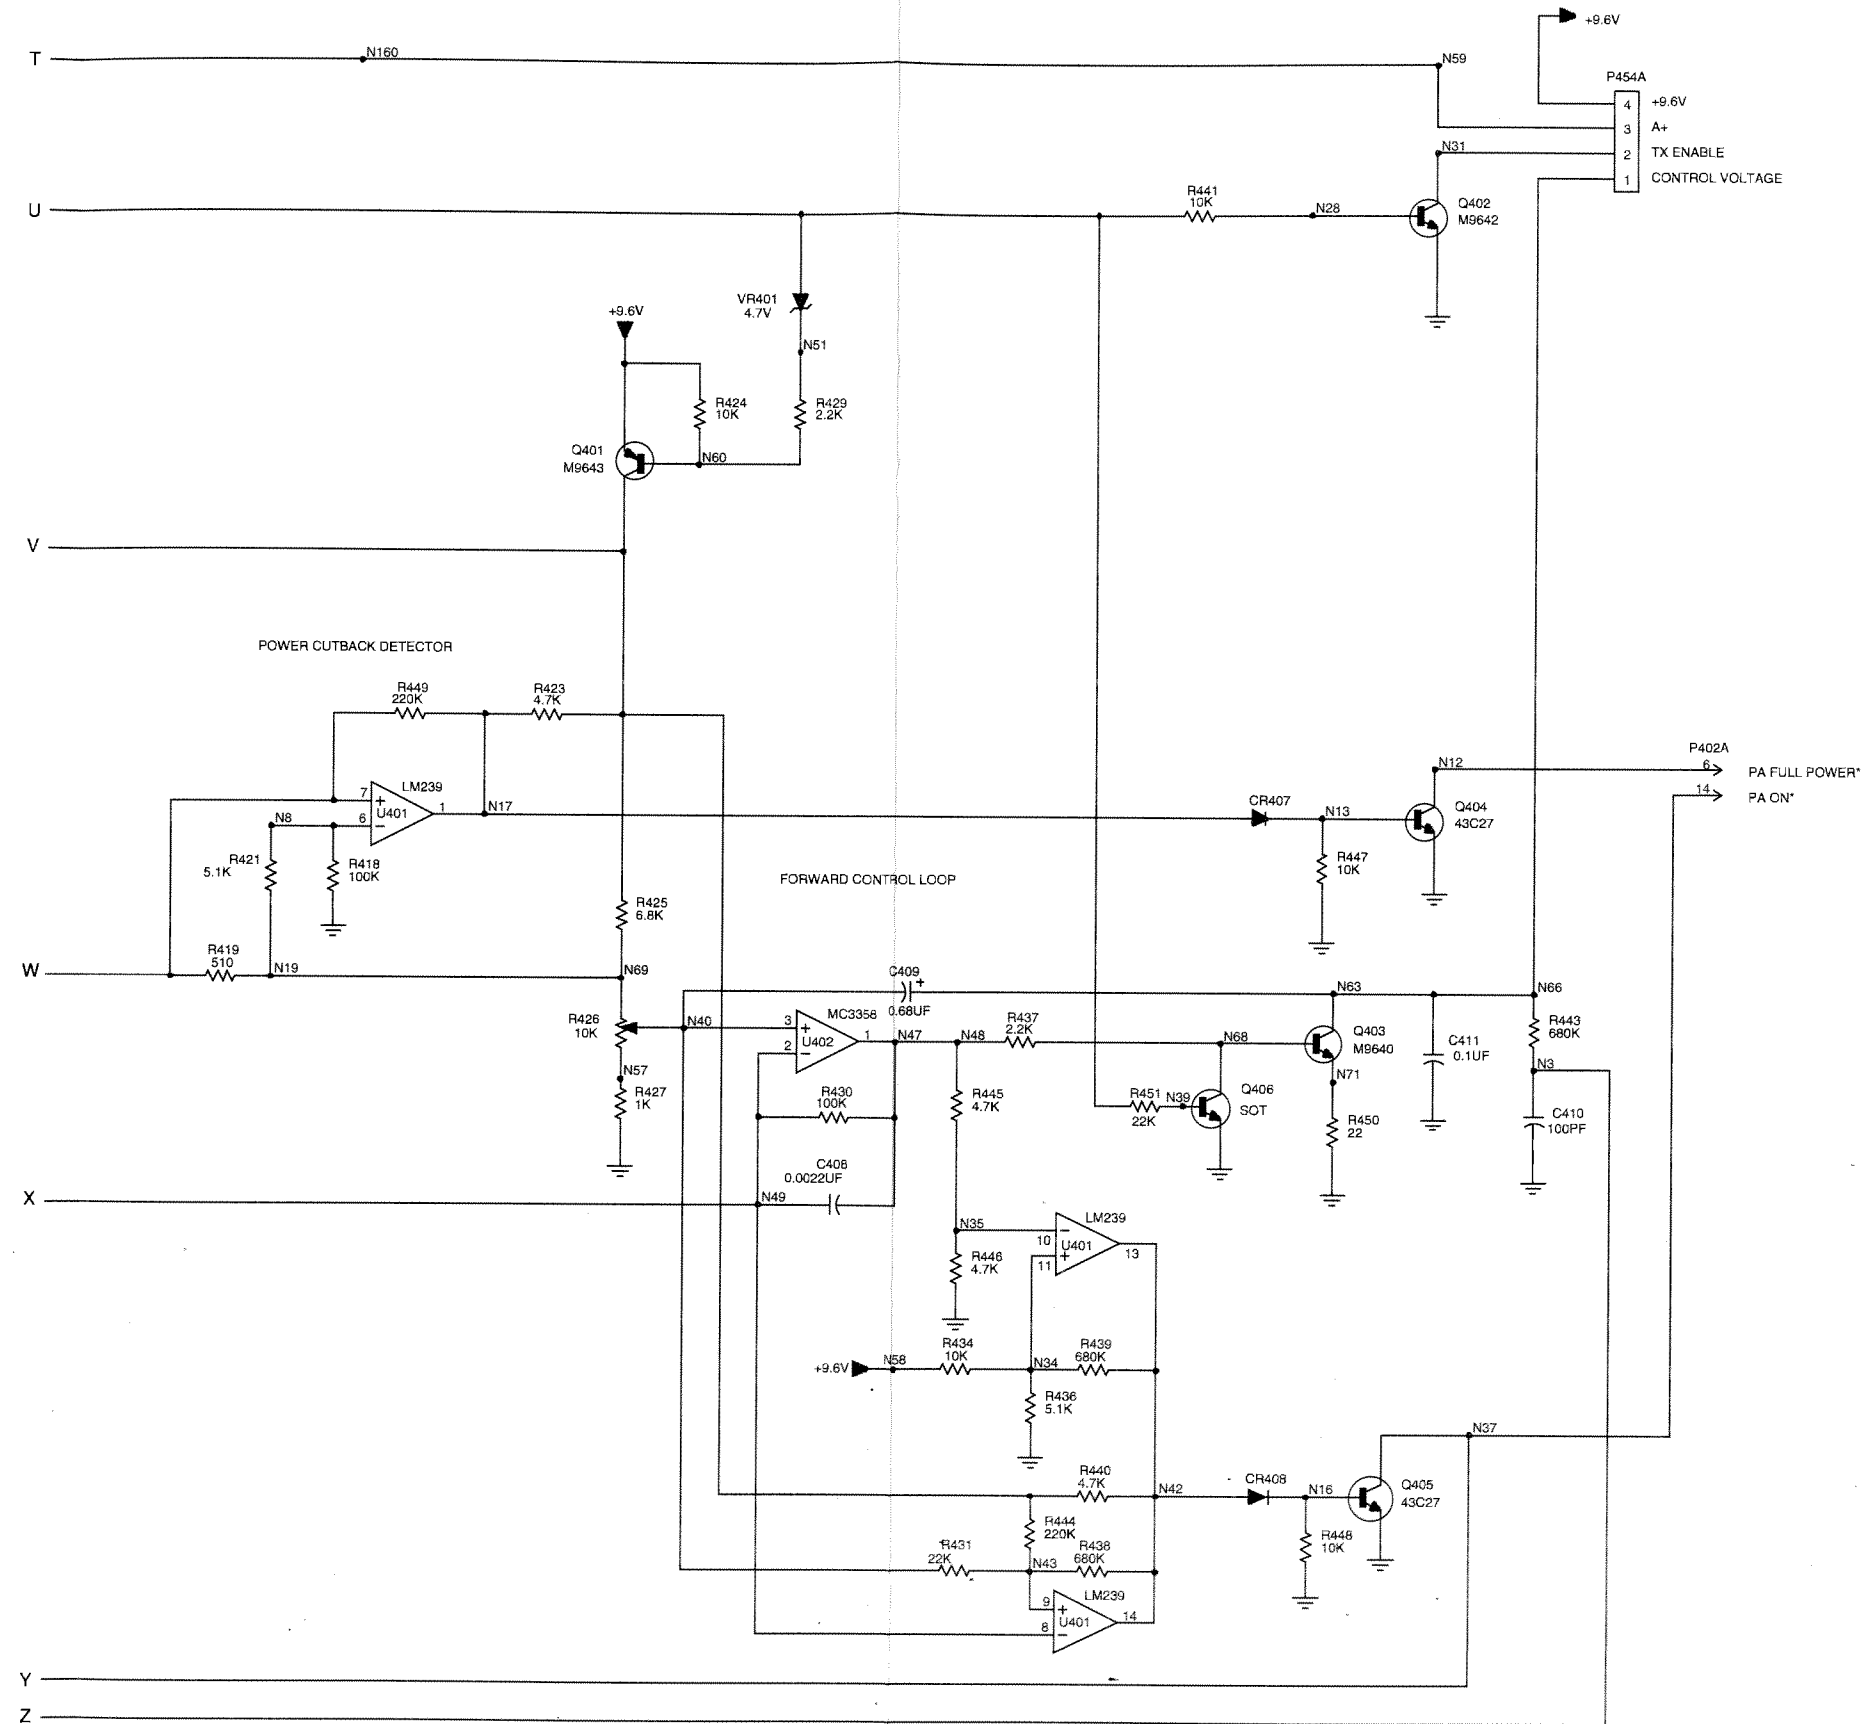 +9.6V
T
N160
N59
P454A
4
+9.6V
3
A+
N31
2
TX ENABLE
1
CONTROL VOLTAGE
U
R441
10K
N28
Q402
M9642
VR401
4.7V
+9.6V
N51
R424
10K
R429
2.2K
Q401
M9643
N60
V
POWER CUTBACK DETECTOR
R449
220K
R423
4.7K
P402A
N12
6
PA FULL POWER*
14
PA ON*
LM239
7
+
U401
1
N17
N8
6
−
CR407
N13
Q404
43C27
R421
5.1K
R418
100K
R447
10K
FORWARD CONTROL LOOP
R425
6.8K
W
R419
510
N19
N69
C409
+
0.68UF
N63
N66
R426
10K
N40
3
+
MC3358
U402
1
N47
N48
R437
2.2K
2
−
N68
Q403
M9640
C411
0.1UF
R443
680K
N3
N57
R427
1K
R430
100K
R445
4.7K
R451
22K
N39
Q406
SOT
N71
R450
22
C410
100PF
C408
0.0022UF
X
N49
N35
LM239
10
−
U401
13
11
+
R446
4.7K
+9.6V
N58
R434
10K
N34
R439
680K
R436
5.1K
N37
R440
4.7K
N42
CR408
N16
Q405
43C27
R444
220K
R448
10K
R431
22K
N43
R438
680K
LM239
9
+
U401
14
8
−
Y
Z